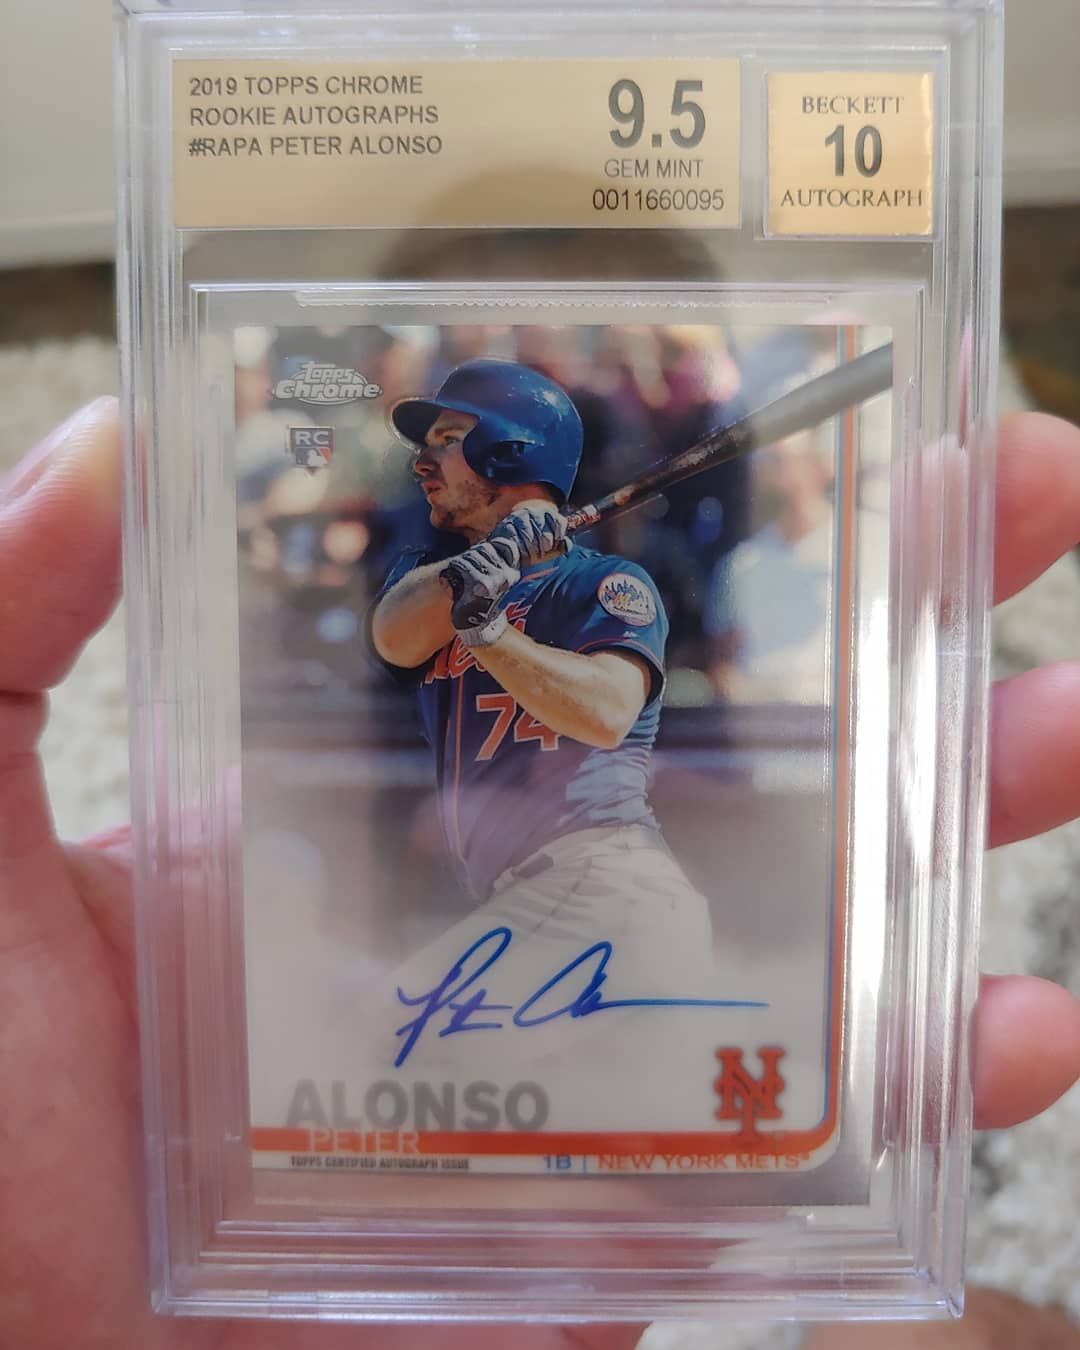 2019 TOPPS CHROME
ROOKIE AUTOGRAPHS
#RAPA PETER ALONSO
9.5
GEM MINT
0011660095
BECKETT
10
AUTOGRAPH
Topps
Chrome
RC
Mets
74
ALONSO
PETER
TOPPS CERTIFIED AUTOGRAPH ISSUE
NY
1B | NEW YORK METS